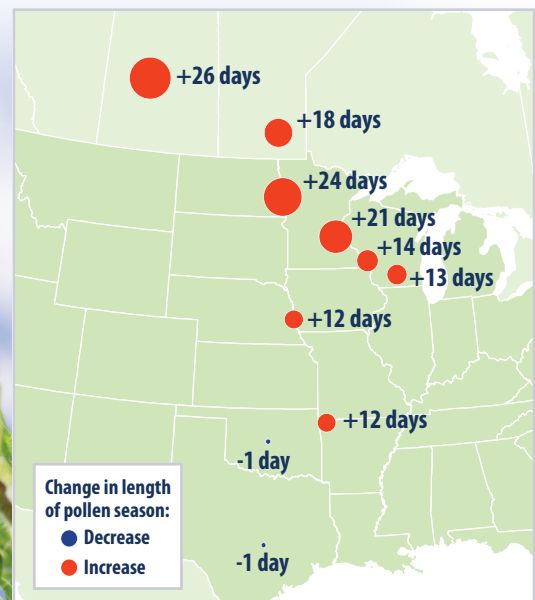 +26 days
+18 days
+24 days
+21 days
+14 days
+13 days
+12 days
+12 days
-1 day
Change in length
of pollen season:
Decrease
Increase
-1 day